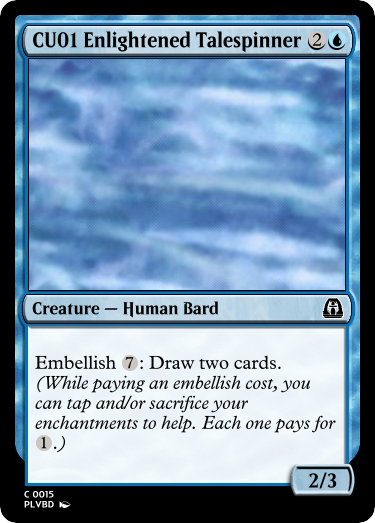 CU01 Enlightened Talespinner 2
Creature — Human Bard
Embellish 7: Draw two cards.
(While paying an embellish cost, you
can tap and/or sacrifice your
enchantments to help. Each one pays for
1.)
2/3
C 0015
PLVBD